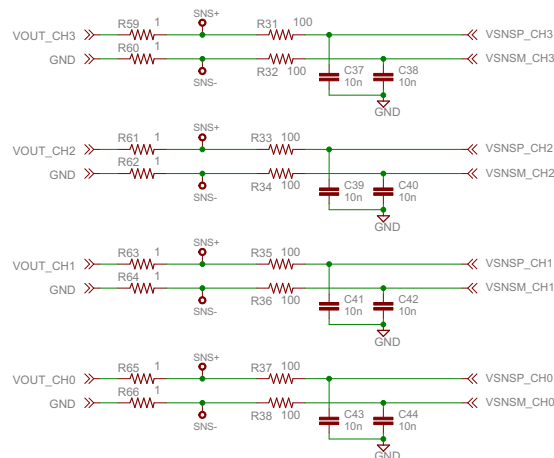 R59 1 SNS+ R31 100
VOUT_CH3 VSNSP_CH3
R60 1
GND VSNSM_CH3
SNS- R32 100 C37 C38
10n 10n
GND
R61 1 SNS+ R33 100
VOUT_CH2 VSNSP_CH2
R62 1
GND VSNSM_CH2
SNS- R34 100 C39 C40
10n 10n
GND
R63 1 SNS+ R35 100
VOUT_CH1 VSNSP_CH1
R64 1
GND VSNSM_CH1
SNS- R36 100 C41 C42
10n 10n
GND
R65 1 SNS+ R37 100
VOUT_CH0 VSNSP_CH0
R66 1
GND VSNSM_CH0
SNS- R38 100 C43 C44
10n 10n
GND